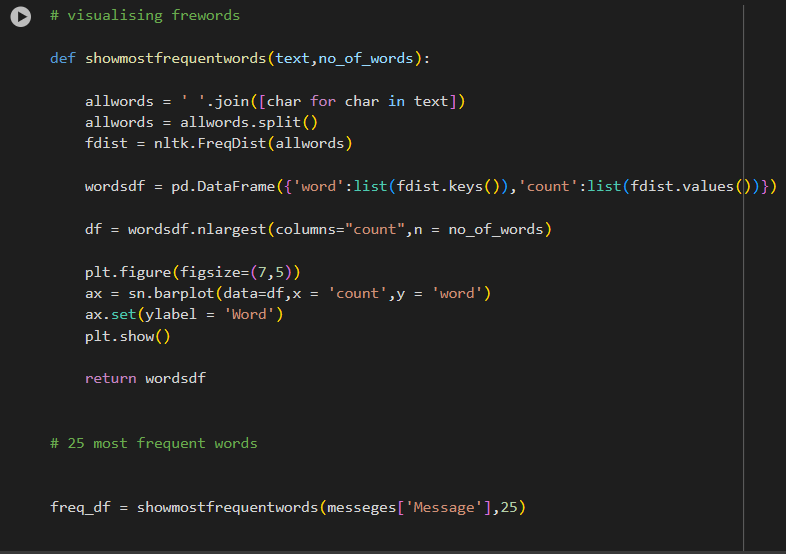 # visualising frewords
def showmostfrequentwords(text,no_of_words):
allwords = ' '.join([char for char in text])
allwords = allwords.split()
fdist = nltk.FreqDist(allwords)
wordsdf = pd.DataFrame({'word':list(fdist.keys()),'count':list(fdist.values())})
df = wordsdf.nlargest(columns="count",n = no_of_words)
plt.figure(figsize=(7,5))
ax = sn.barplot(data=df,x = 'count',y = 'word')
ax.set(ylabel = 'Word')
plt.show()
return wordsdf
# 25 most frequent words
freq_df = showmostfrequentwords(messeges['Message'],25)